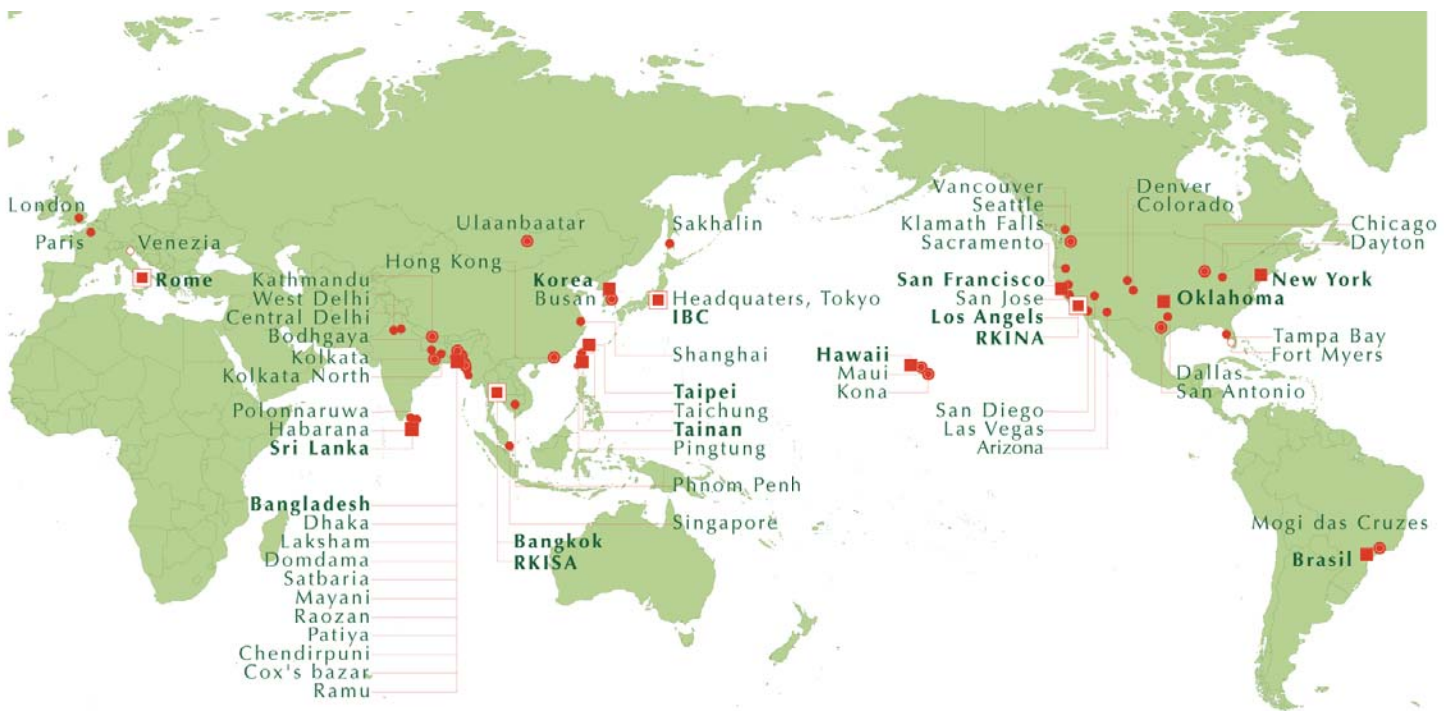 London
Paris
Venezia
Rome
Ulaanbaatar
Hong Kong
Sakhalin
Korea
Busan
Headquaters, Tokyo
IBC
Kathmandu
West Delhi
Central Delhi
Bodhgaya
Kolkata
Kolkata North
Shanghai
Polonnaruwa
Habarana
Sri Lanka
Taipei
Taichung
Tainan
Pingtung
Phnom Penh
Singapore
Bangkok
RKISA
Bangladesh
Dhaka
Laksham
Domdama
Satbaria
Mayani
Raozan
Patiya
Chendirpuni
Cox's bazar
Ramu
Vancouver
Seattle
Klamath Falls
Sacramento
San Francisco
San Jose
Los Angels
RKINA
Hawaii
Maui
Kona
San Diego
Las Vegas
Arizona
Denver
Colorado
Chicago
Dayton
New York
Oklahoma
Tampa Bay
Fort Myers
Dallas
San Antonio
Mogi das Cruzes
Brasil